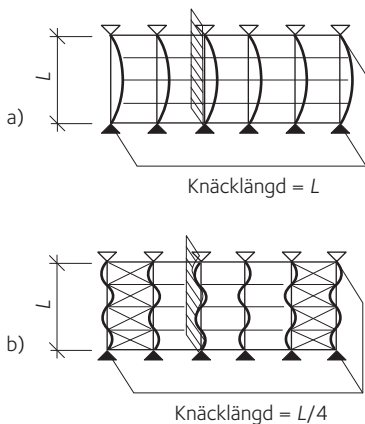 L
a)
Knäcklängd = L
L
b)
Knäcklängd = L/4